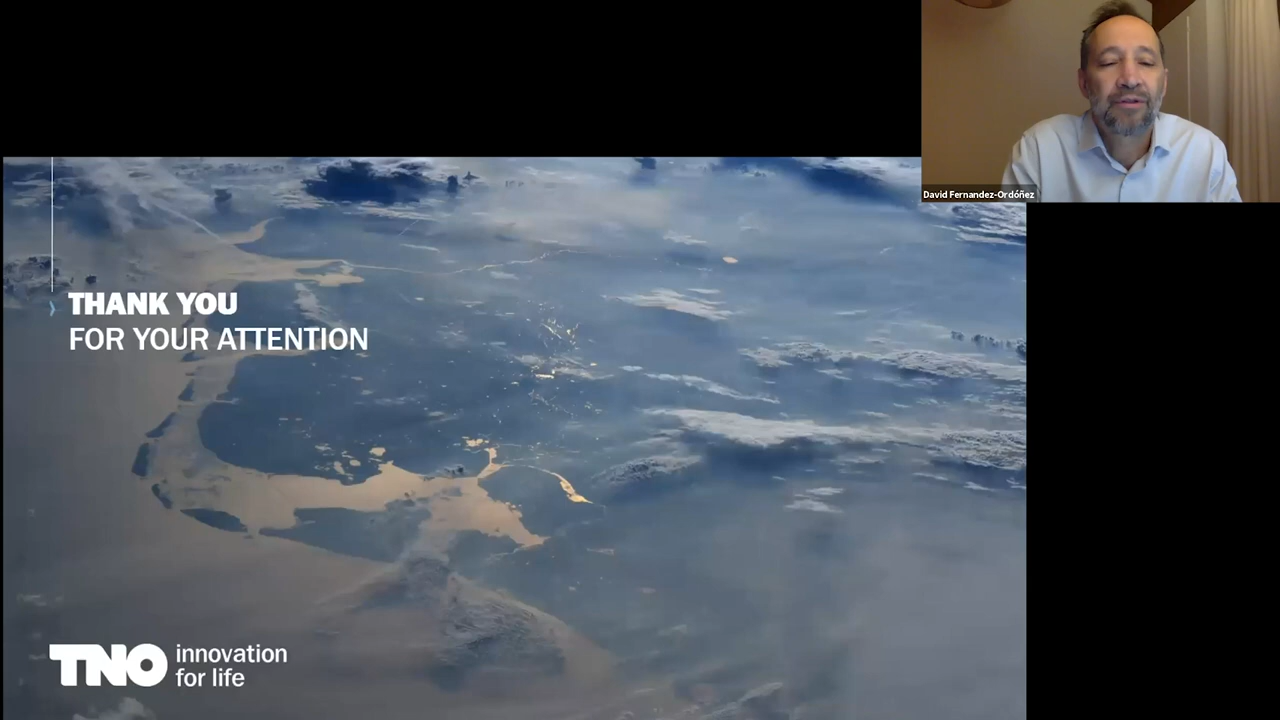 David Fernandez-Ordóñez
THANK YOU
FOR YOUR ATTENTION
TNO innovation
for life